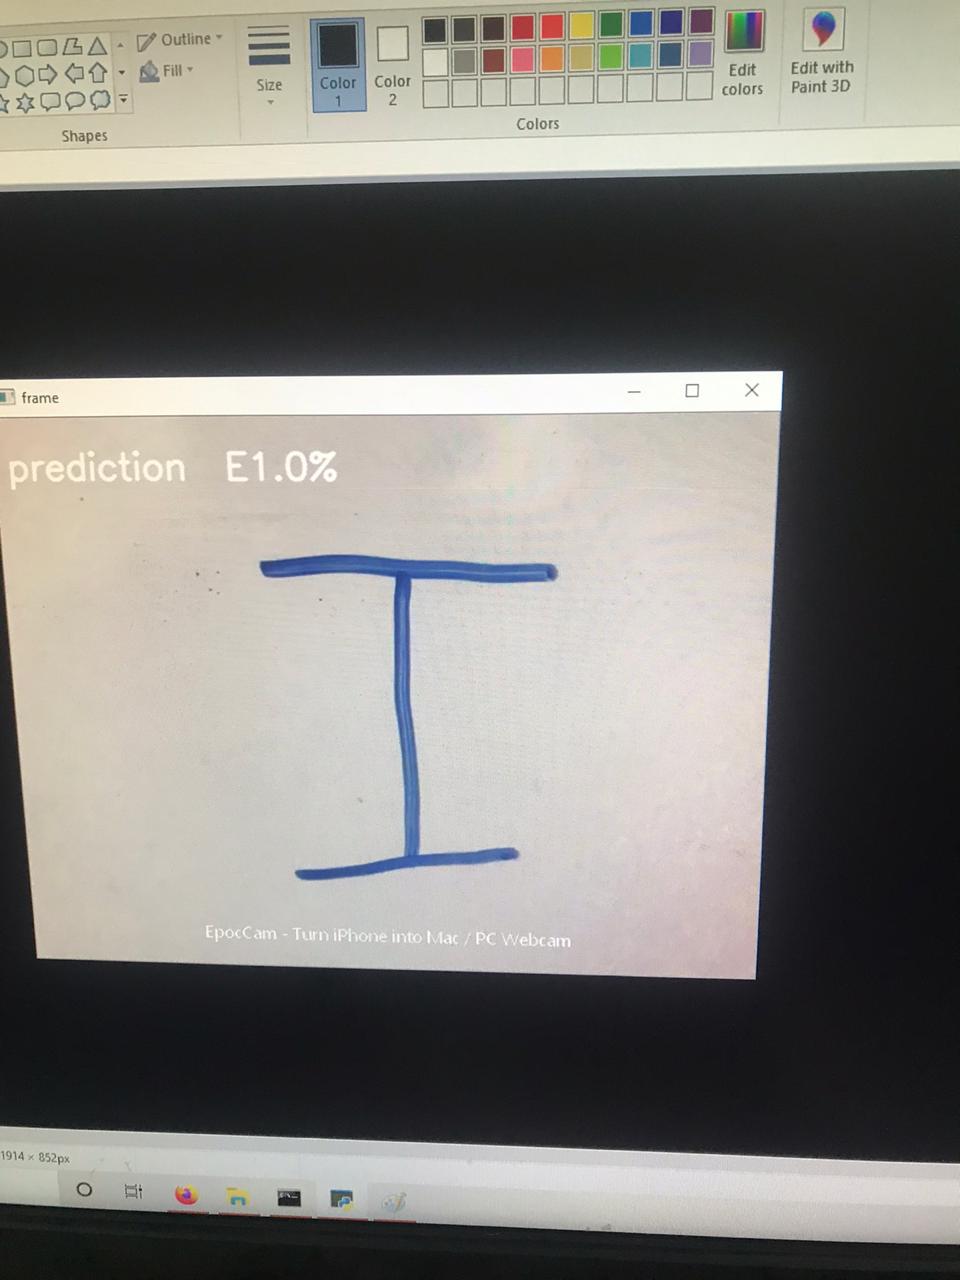 Outline
Fill
Size
Color 1
Color 2
Edit colors
Edit with Paint 3D
Shapes
Colors
frame
prediction E1.0%
I
EpocCam - Turn iPhone into Mac / PC Webcam
1914 × 852px